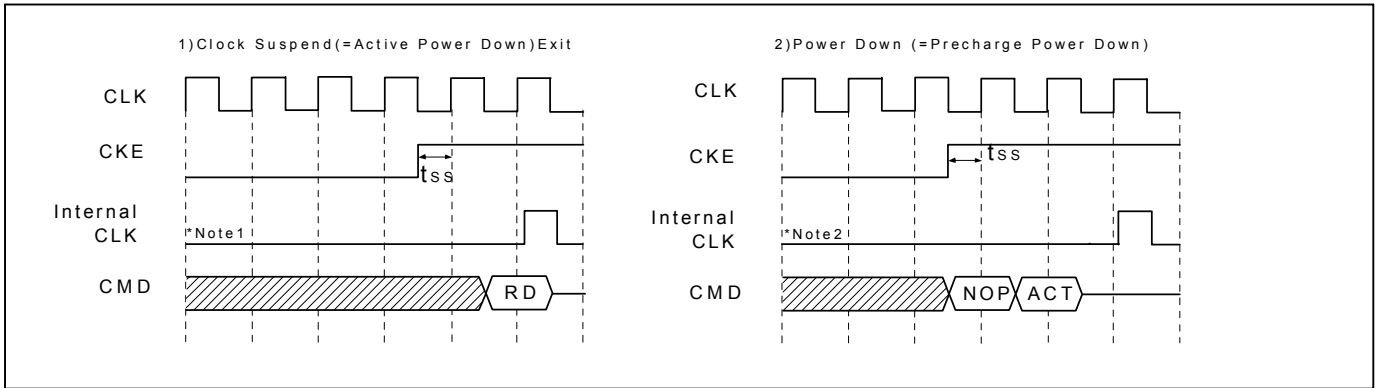 1)Clock Suspend(=Active Power Down)Exit
CLK
CKE
tss
Internal
CLK
*Note1
CMD
RD
2)Power Down (=Precharge Power Down)
CLK
CKE
tss
Internal
CLK
*Note2
CMD
NOP
ACT